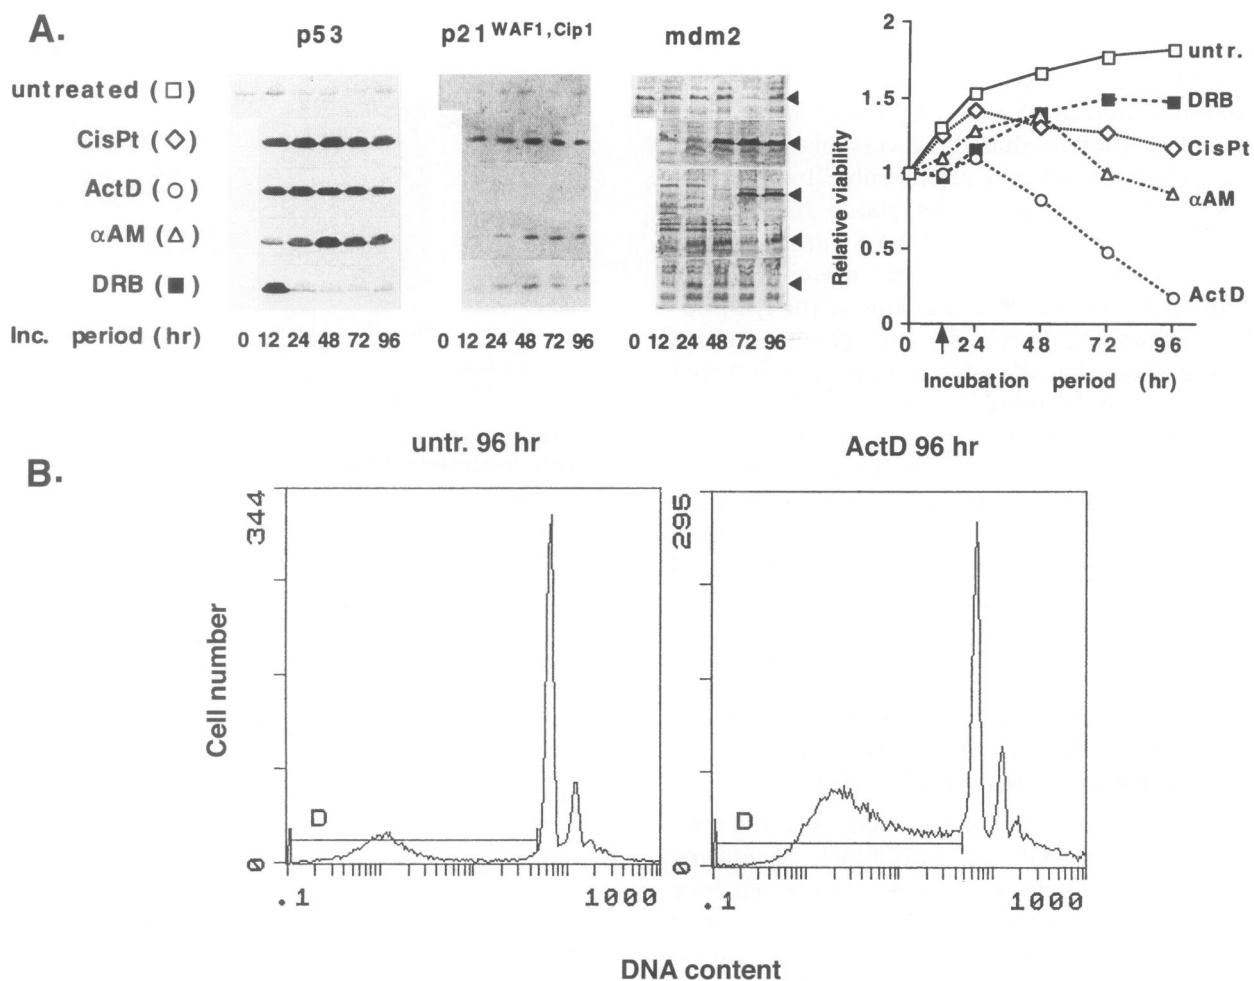 A.
p53
p21 WAF1, Cip1
mdm2
untreated (□)
CisPt (◇)
ActD (○)
αAM (△)
DRB (■)
Inc. period (hr)
0 12 24 48 72 96
0 12 24 48 72 96
0 12 24 48 72 96
2
1.5
1
0.5
0
Relative viability
untr.
DRB
CisPt
αAM
ActD
0 24 48 72 96
Incubation period (hr)
B.
untr. 96 hr
ActD 96 hr
344
0
Cell number
D
.1 1000
295
0
D
.1 1000
DNA content